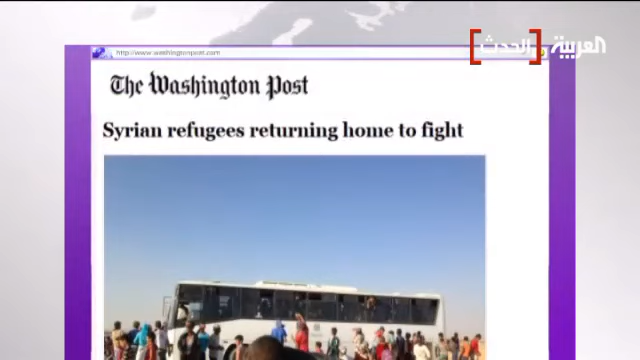 العربية [الحدث]
http://www.washingtonpost.com
The Washington Post
Syrian refugees returning home to fight